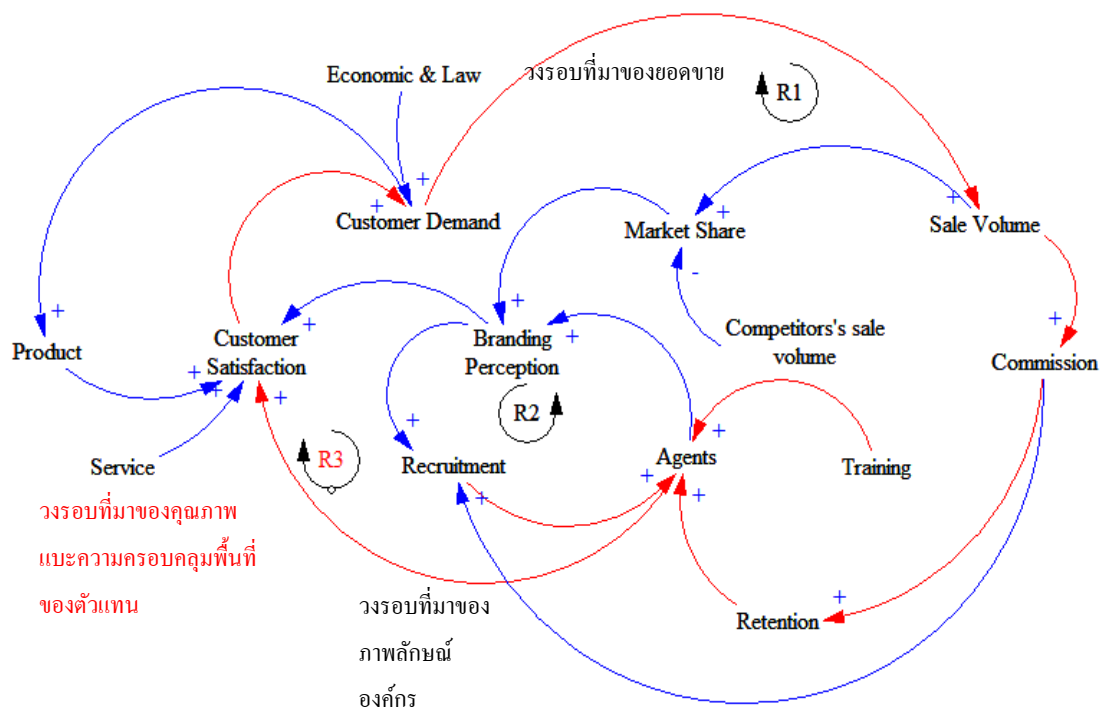 Economic & Law
วงรอบที่มาของยอดขาย
R1
+
+
Customer Demand
+
Market Share
+
Sale Volume
-
+
Product
+
Customer
Satisfaction
+
Branding
Perception
+
Competitors's sale
volume
+
Commission
+
+
+
R2
Service
R3
+
Recruitment
+
+
Agents
+
+
Training
วงรอบที่มาของคุณภาพ
แบะความครอบคลุมพื้นที่
ของตัวแทน
วงรอบที่มาของ
ภาพลักษณ์
องค์กร
Retention
+